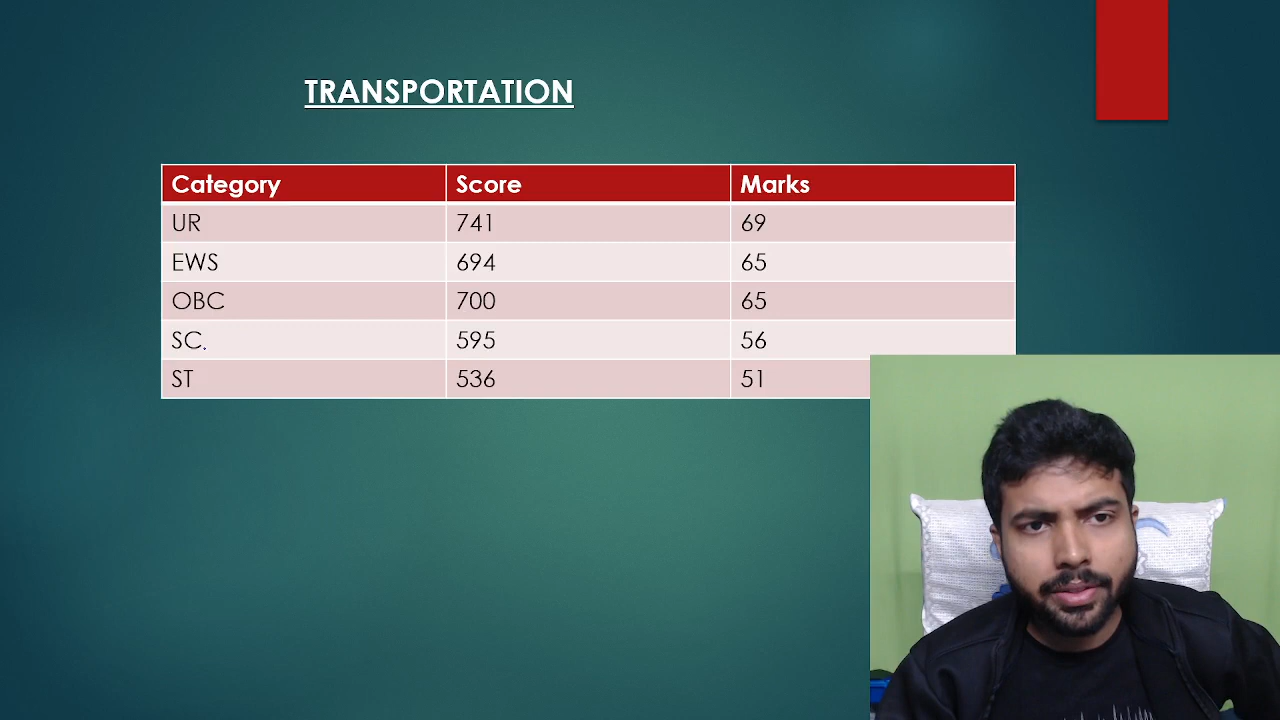 TRANSPORTATION
Category Score Marks
UR 741 69
EWS 694 65
OBC 700 65
SC. 595 56
ST 536 51